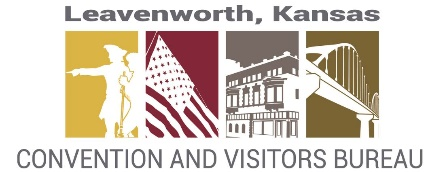 Leavenworth, Kansas
CONVENTION AND VISITORS BUREAU